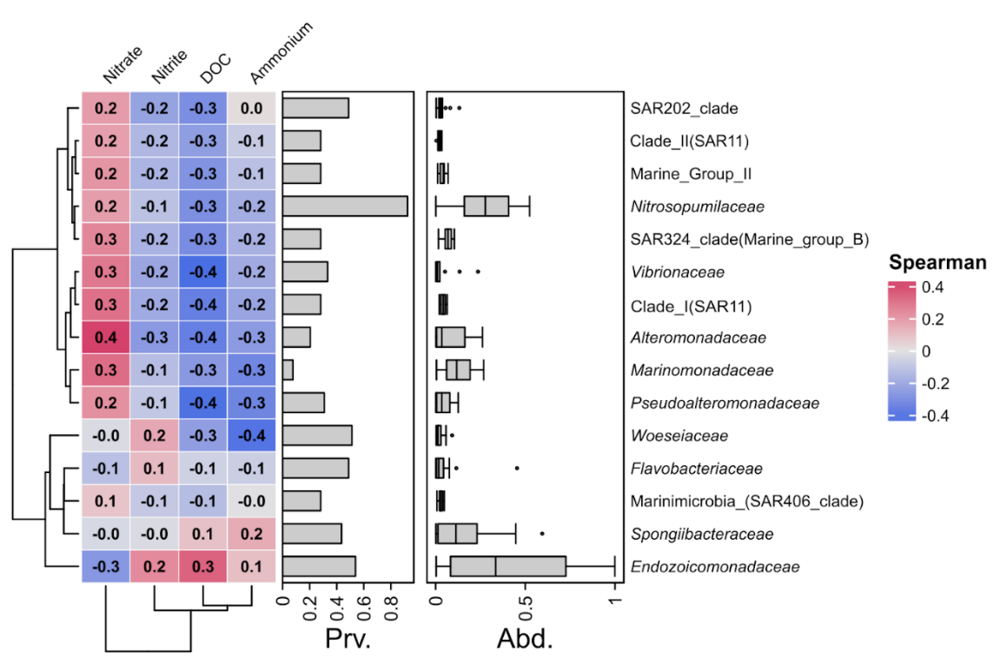 Nitrate Nitrite DOC Ammonium
0.2 -0.2 -0.3 0.0 SAR202_clade
0.2 -0.2 -0.3 -0.1 Clade_II(SAR11)
0.2 -0.2 -0.3 -0.1 Marine_Group_II
0.2 -0.1 -0.3 -0.2 Nitrosopumilaceae
0.3 -0.2 -0.3 -0.2 SAR324_clade(Marine_group_B)
0.3 -0.2 -0.4 -0.2 Vibrionaceae
0.3 -0.2 -0.4 -0.2 Clade_I(SAR11)
0.4 -0.3 -0.4 -0.3 Alteromonadaceae
0.3 -0.1 -0.3 -0.3 Marinomonadaceae
0.2 -0.1 -0.4 -0.3 Pseudoalteromonadaceae
-0.0 0.2 -0.3 -0.4 Woeseiaceae
-0.1 0.1 -0.1 -0.1 Flavobacteriaceae
0.1 -0.1 -0.1 -0.0 Marinimicrobia_(SAR406_clade)
-0.0 -0.0 0.1 0.2 Spongiibacteraceae
-0.3 0.2 0.3 0.1 Endozoicomonadaceae
0 0.2 0.4 0.6 0.8
Prv.
0 0.5 1
Abd.
Spearman
0.4
0.2
0
-0.2
-0.4